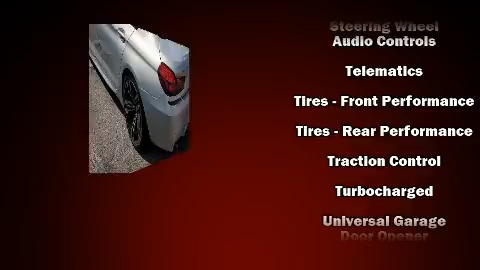 Steering Wheel
Audio Controls
Telematics
Tires - Front Performance
Tires - Rear Performance
Traction Control
Turbocharged
Universal Garage
Door Opener